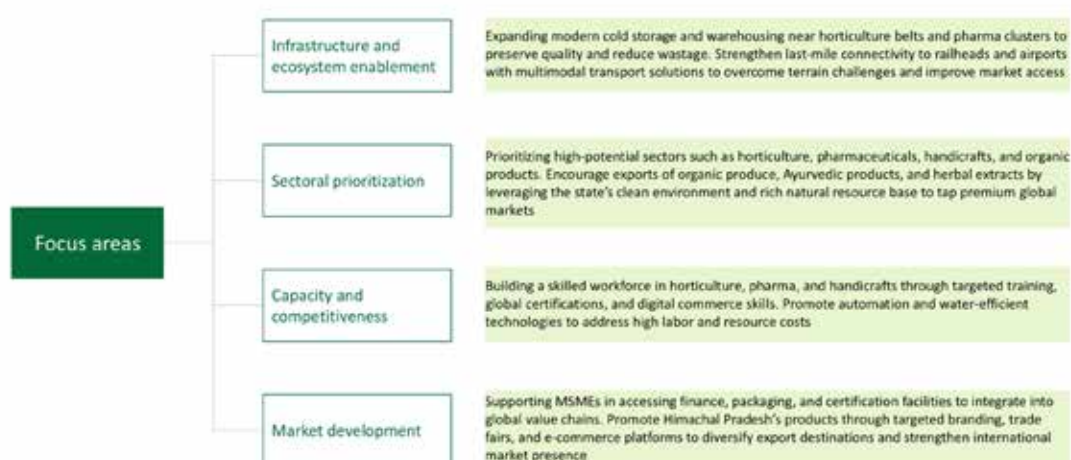 Focus areas
Infrastructure and
ecosystem enablement
Expanding modern cold storage and warehousing near horticulture belts and pharma clusters to
preserve quality and reduce wastage. Strengthen last-mile connectivity to railheads and airports
with multimodal transport solutions to overcome terrain challenges and improve market access
Sectoral prioritization
Prioritizing high-potential sectors such as horticulture, pharmaceuticals, handicrafts, and organic
products. Encourage exports of organic produce, Ayurvedic products, and herbal extracts by
leveraging the state's clean environment and rich natural resource base to tap premium global
markets
Capacity and
competitiveness
Building a skilled workforce in horticulture, pharma, and handicrafts through targeted training,
global certifications, and digital commerce skills. Promote automation and water-efficient
technologies to address high labor and resource costs
Market development
Supporting MSMEs in accessing finance, packaging, and certification facilities to integrate into
global value chains. Promote Himachal Pradesh's products through targeted branding, trade
fairs, and e-commerce platforms to diversify export destinations and strengthen international
market presence